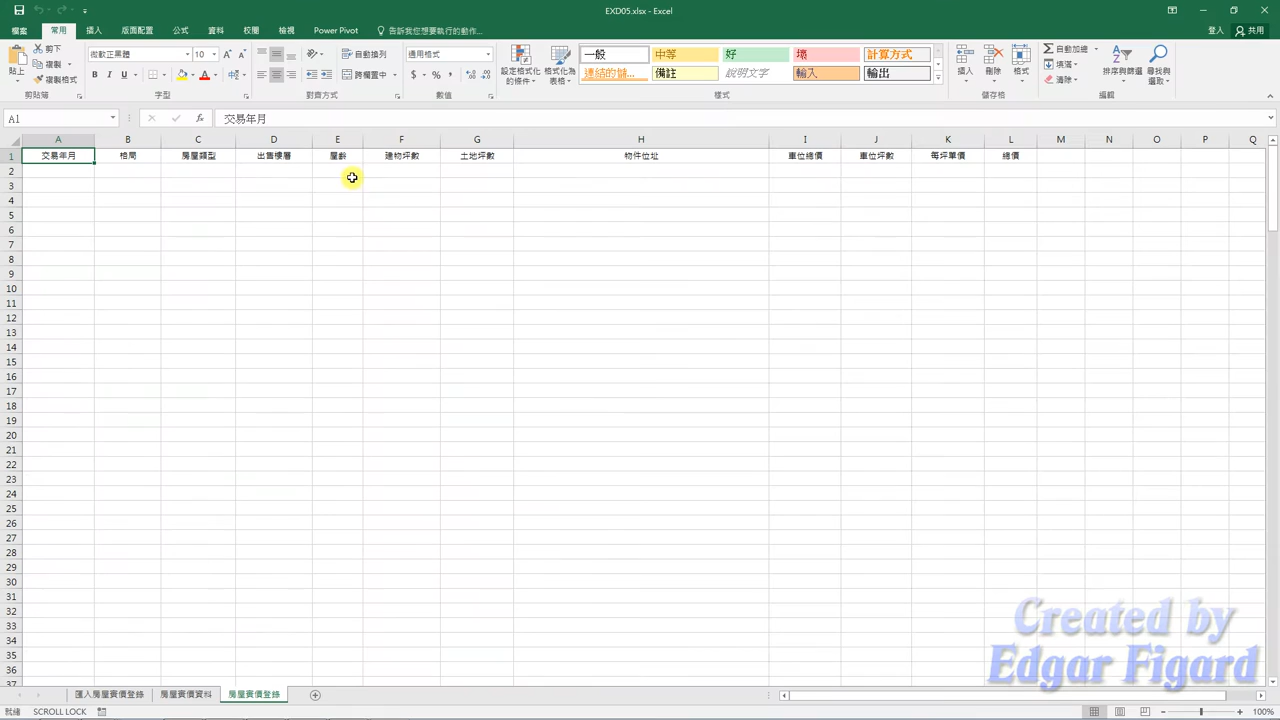 EXD05.xlsx - Excel
檔案 常用 插入 版面配置 公式 資料 校閱 檢視 Power Pivot 告訴我您想要執行的動作... 登入 共用
貼上 剪下 複製 複製格式 剪貼簿
微軟正黑體 10 B I U 字型
自動換列 跨欄置中 對齊方式
通用格式 $ % 數值
設定格式化的條件 格式化為表格
一般 中等 好 壞 計算方式
連結的儲... 備註 說明文字 輸入 輸出
樣式
插入 刪除 格式 儲存格
自動加總 填滿 清除 排序與篩選 尋找與選取 編輯
A1 fx 交易年月
A B C D E F G H I J K L M N O P Q
1 交易年月 格局 房屋類型 出售樓層 屋齡 建物坪數 土地坪數 物件位址 車位總價 車位坪數 每坪單價 總價
2
3
4
5
6
7
8
9
10
11
12
13
14
15
16
17
18
19
20
21
22
23
24
25
26
27
28
29
30
31
32
33
34
35
36
37
Created by
Edgar Figard
匯入房屋實價登錄 房屋實價資料 房屋實價登錄
就緒 SCROLL LOCK 100%